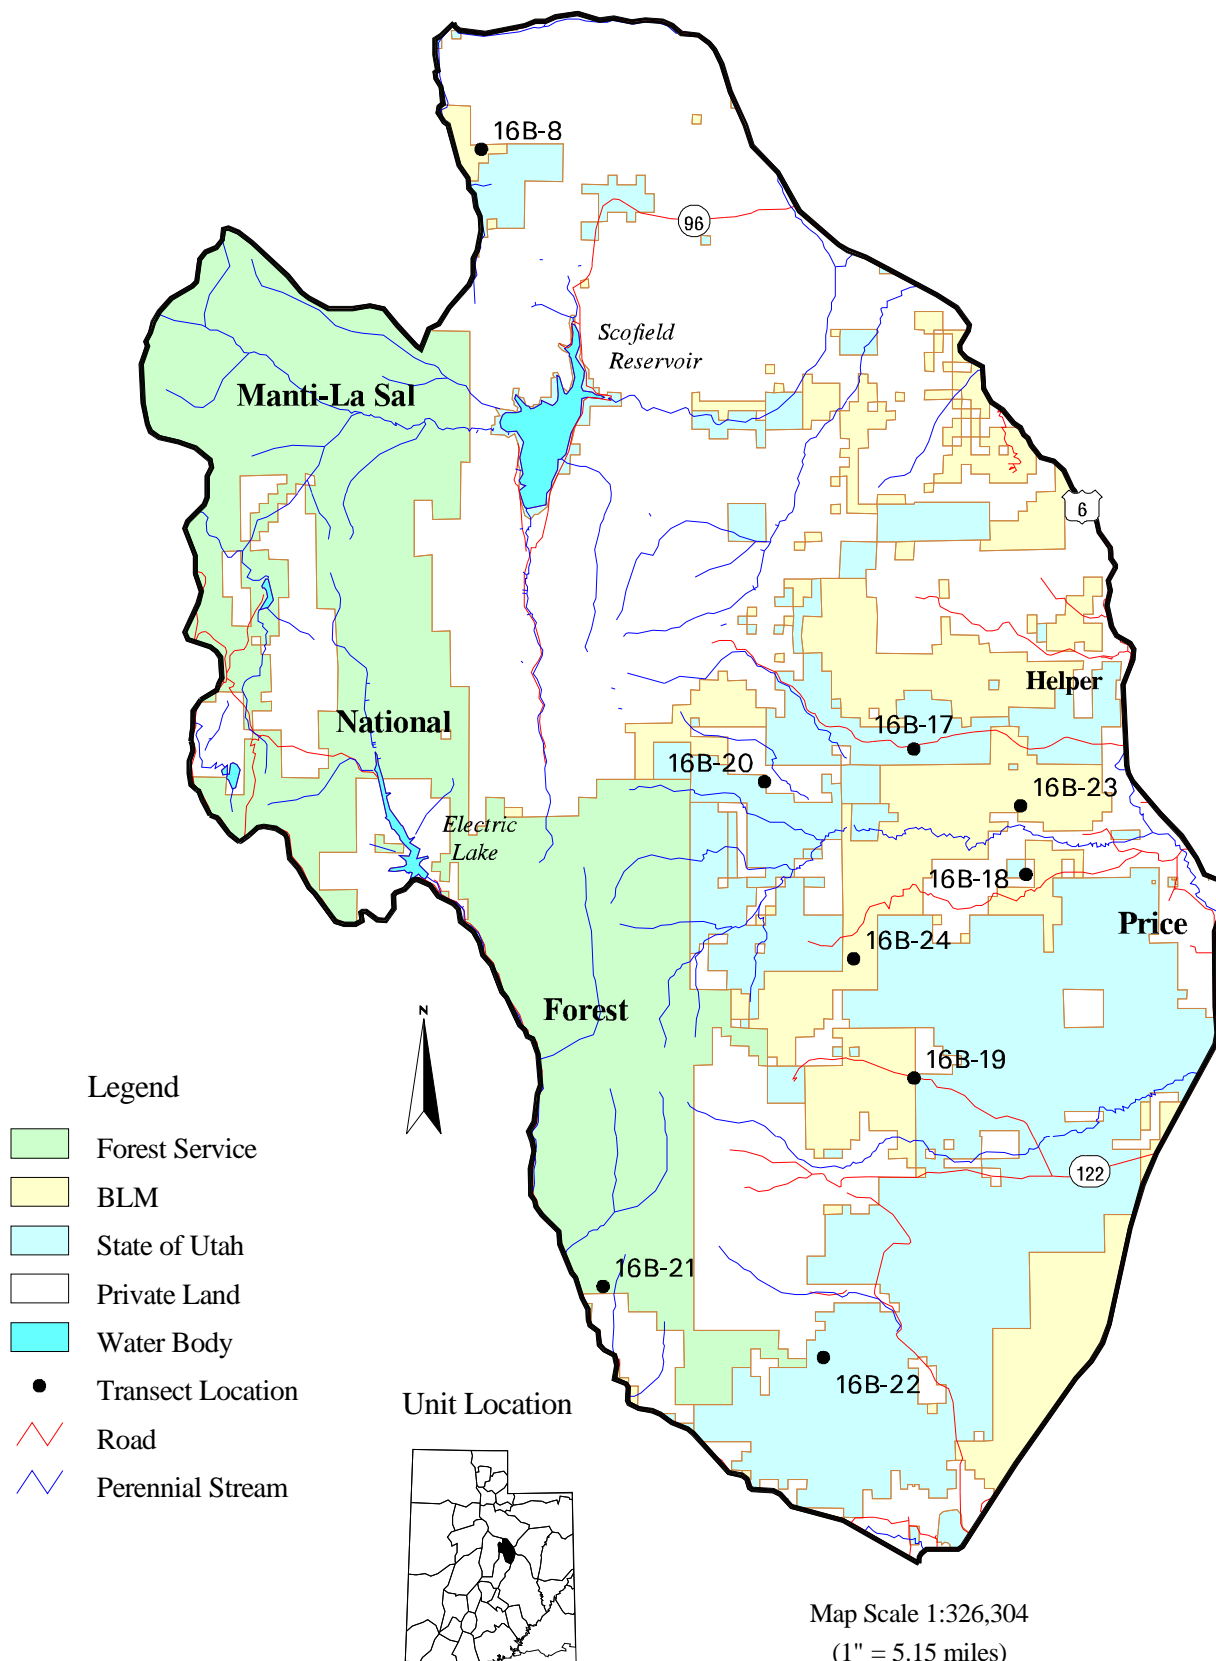 16B-8
96
Scofield
Reservoir
Manti-La Sal
6
Helper
16B-17
National
16B-20
16B-23
Electric
Lake
16B-18
Price
16B-24
Forest
N
16B-19
Legend
Forest Service
BLM
122
State of Utah
16B-21
Private Land
Water Body
Transect Location
16B-22
Unit Location
Road
Perennial Stream
Map Scale 1:326,304
(1" = 5.15 miles)